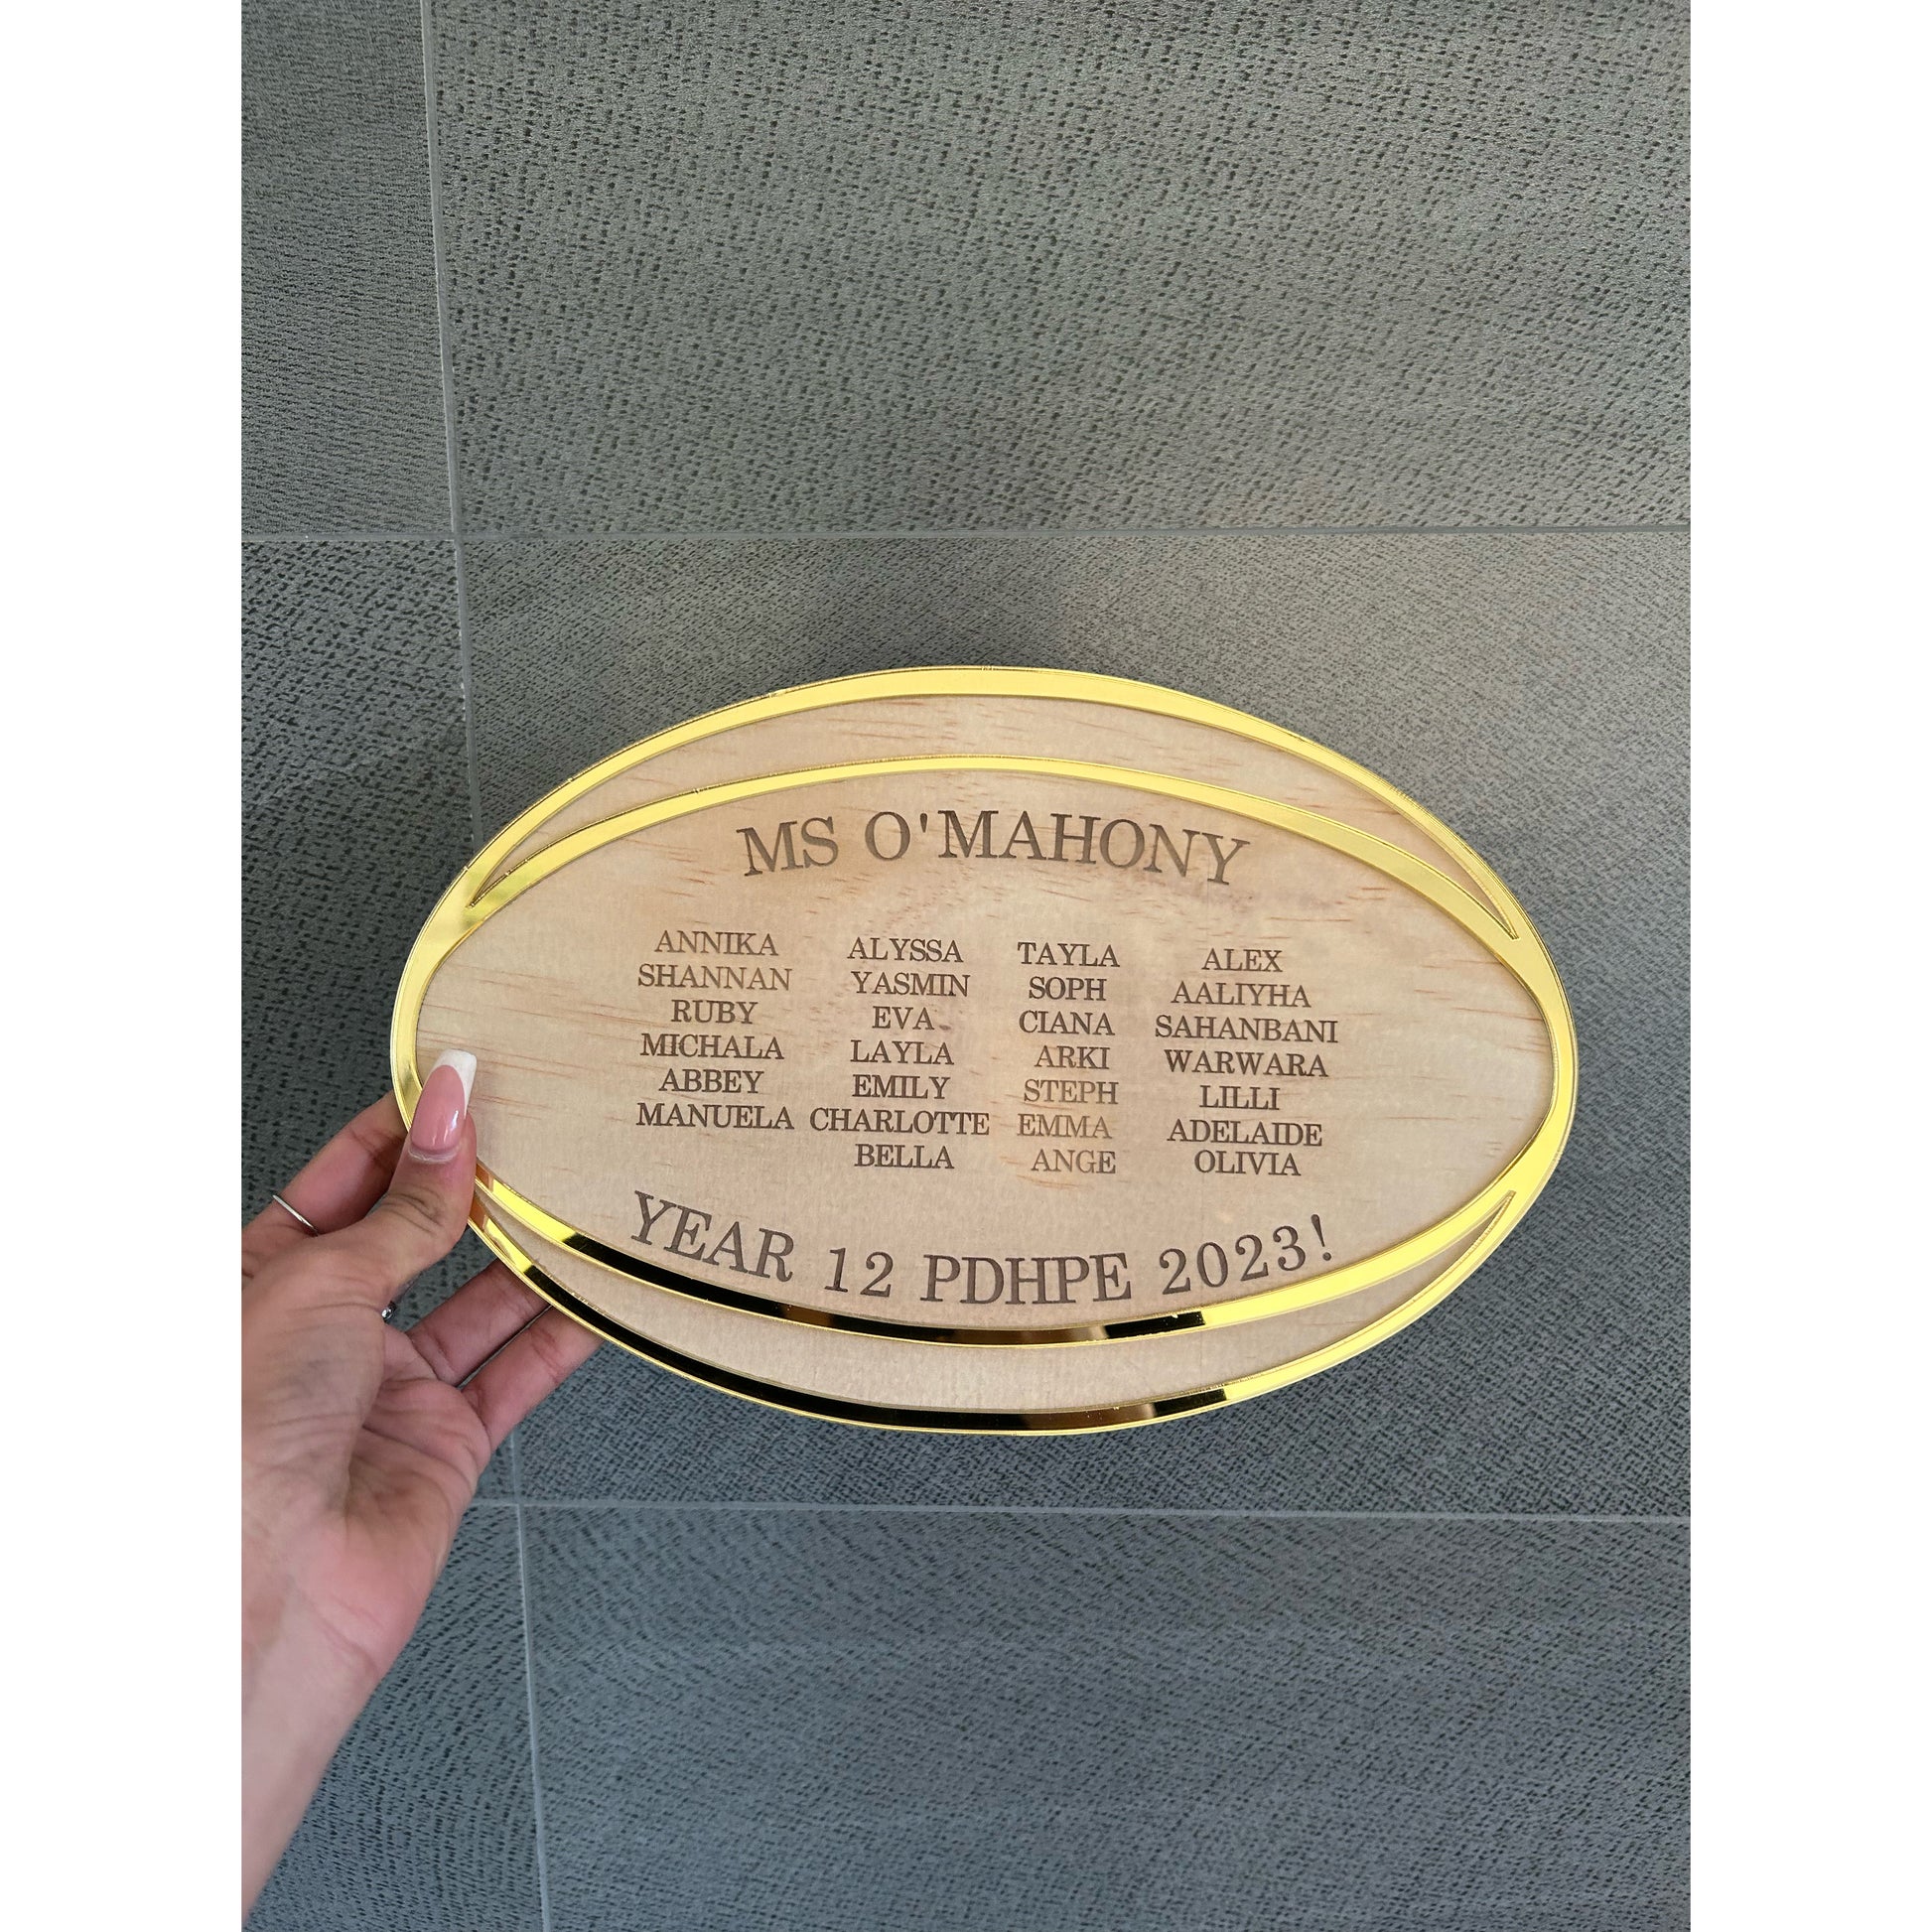 MS O'MAHONY
ANNIKA ALYSSA TAYLA ALEX
SHANNAN YASMIN SOPH AALIYHA
RUBY EVA CIANA SAHANBANI
MICHALA LAYLA ARKI WARWARA
ABBEY EMILY STEPH LILLI
MANUELA CHARLOTTE EMMA ADELAIDE
BELLA ANGE OLIVIA
YEAR 12 PDHPE 2023!